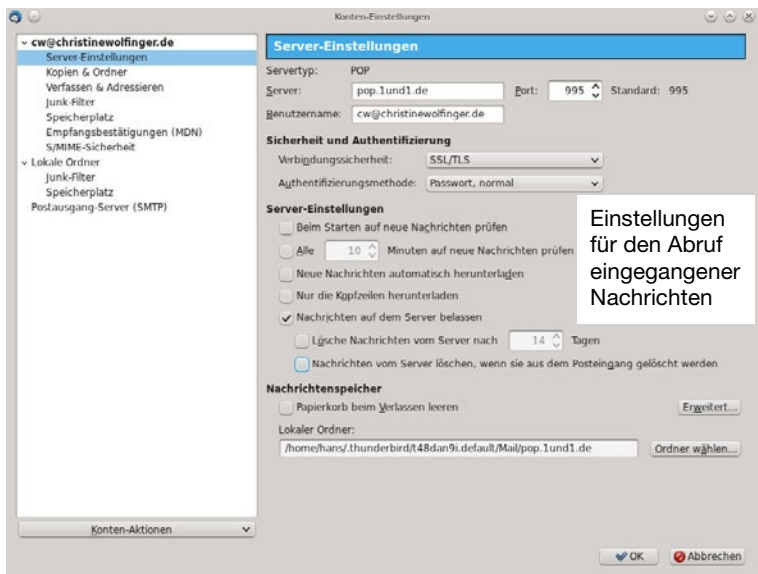 Konten-Einstellungen
cw@christinewolfinger.de
Server-Einstellungen
Kopien & Ordner
Verfassen & Adressieren
Junk-Filter
Speicherplatz
Empfangsbestätigungen (MDN)
S/MIME-Sicherheit
Lokale Ordner
Junk-Filter
Speicherplatz
Postausgang-Server (SMTP)
Konten-Aktionen
Server-Einstellungen
Servertyp: POP
Server: pop.1und1.de Port: 995 Standard: 995
Benutzername: cw@christinewolfinger.de
Sicherheit und Authentifizierung
Verbindungssicherheit: SSL/TLS
Authentifizierungsmethode: Passwort, normal
Server-Einstellungen
Beim Starten auf neue Nachrichten prüfen
Alle 10 Minuten auf neue Nachrichten prüfen
Neue Nachrichten automatisch herunterladen
Nur die Kopfzeilen herunterladen
Nachrichten auf dem Server belassen
Lösche Nachrichten vom Server nach 14 Tagen
Nachrichten vom Server löschen, wenn sie aus dem Posteingang gelöscht werden
Einstellungen
für den Abruf
eingegangener
Nachrichten
Nachrichtenspeicher
Papierkorb beim Verlassen leeren Erweitert...
Lokaler Ordner:
/home/hans/.thunderbird/t48dan9i.default/Mail/pop.1und1.de Ordner wählen...
OK Abbrechen